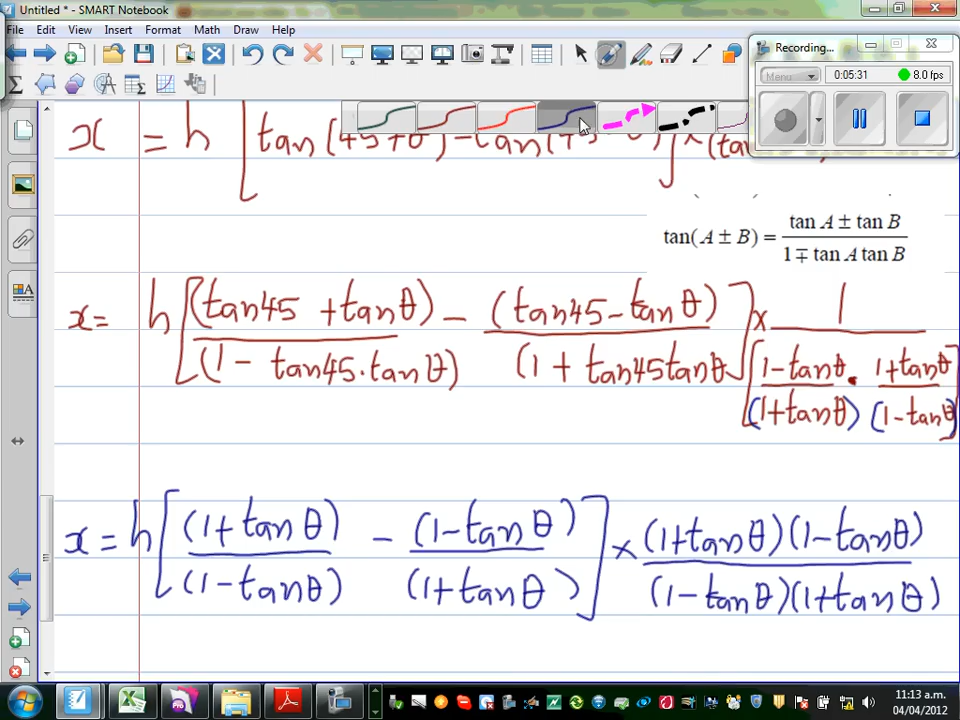 Untitled * - SMART Notebook
File Edit View Insert Format Math Draw Help
Recording...
Menu 0:05:31 8.0 fps
x = h [tan(45+θ) - tan(45-θ)] × (tan
tan(A ± B) = (tan A ± tan B) / (1 ∓ tan A tan B)
x = h [(tan45 + tanθ) / (1 - tan45.tanθ) - (tan45 - tanθ) / (1 + tan45tanθ] × 1 / [(1-tanθ) / (1+tanθ) . (1+tanθ) / (1-tanθ)]
x = h [(1+tanθ) / (1-tanθ) - (1-tanθ) / (1+tanθ)] × (1+tanθ)(1-tanθ) / (1-tanθ)(1+tanθ)
11:13 a.m.
04/04/2012